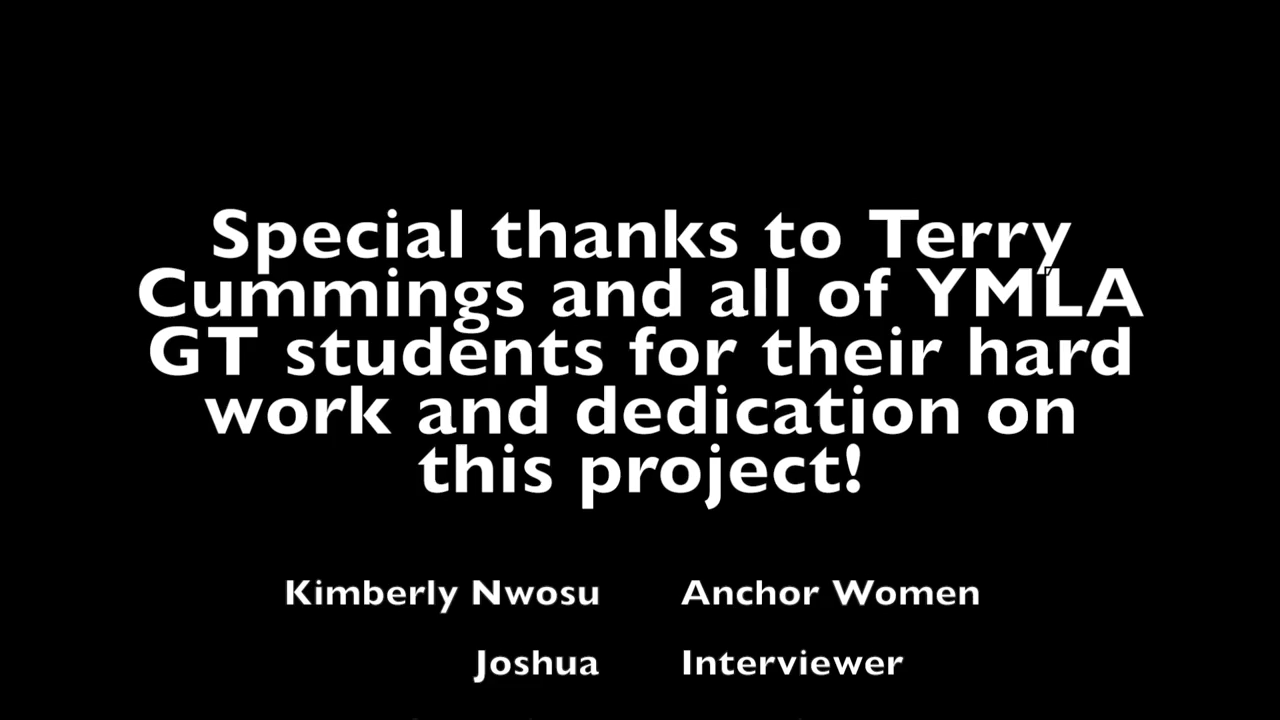 Special thanks to Terry
Cummings and all of YMLA
GT students for their hard
work and dedication on
this project!
Kimberly Nwosu Anchor Women
Joshua Interviewer